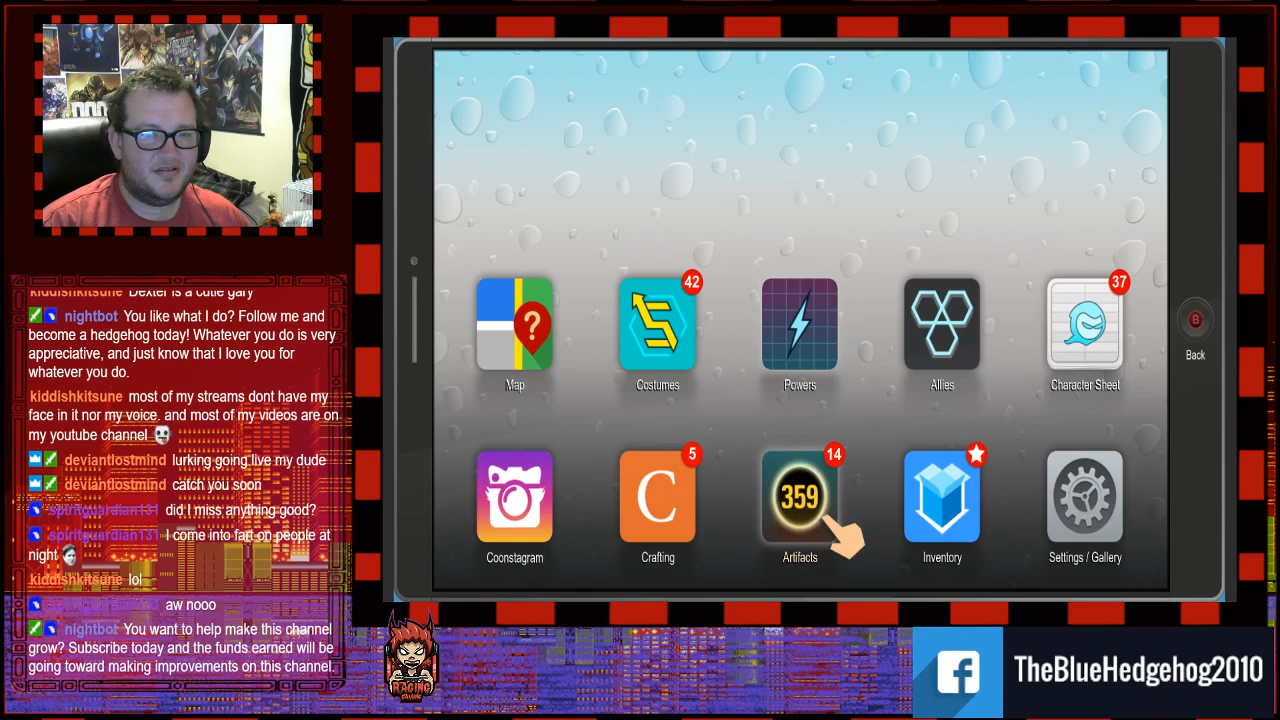 DOO
kiddishkitsune Dexter is a cutie gary
nightbot You like what I do? Follow me and
become a hedgehog today! Whatever you do is very
appreciative, and just know that I love you for
whatever you do.
kiddishkitsune most of my streams dont have my
face in it nor my voice. and most of my videos are on
my youtube channel
deviantlostmind lurking going live my dude
deviantlostmind catch you soon
spiritguardian131 did I miss anything good?
spiritguardian131 I come into fart on people at
night
kiddishkitsune lol
spiritguardian131 aw nooo
nightbot You want to help make this channel
grow? Subscribe today and the funds earned will be
going toward making improvements on this channel.
?
42
37
Map
Costumes
Powers
Allies
Character Sheet
B
Back
C
5
359
14
Coonstagram
Crafting
Artifacts
Inventory
Settings / Gallery
RAGING
f
TheBlueHedgehog2010